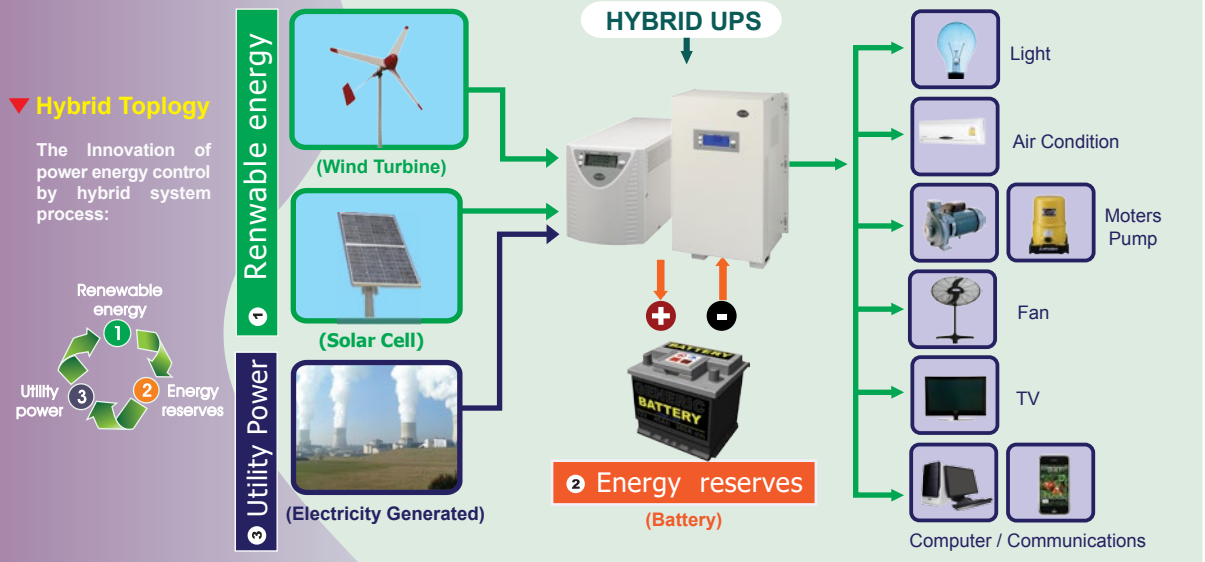 Hybrid Toplogy
The Innovation of
power energy control
by hybrid system
process:
Renewable
energy
1
Utility
power
3
2
Energy
reserves
1 Renwable energy
3 Utility Power
(Wind Turbine)
(Solar Cell)
(Electricity Generated)
HYBRID UPS
+
-
BATTERY
GENERIC
BATTERY
2 Energy reserves
(Battery)
Light
Air Condition
Moters
Pump
Fan
TV
Computer / Communications